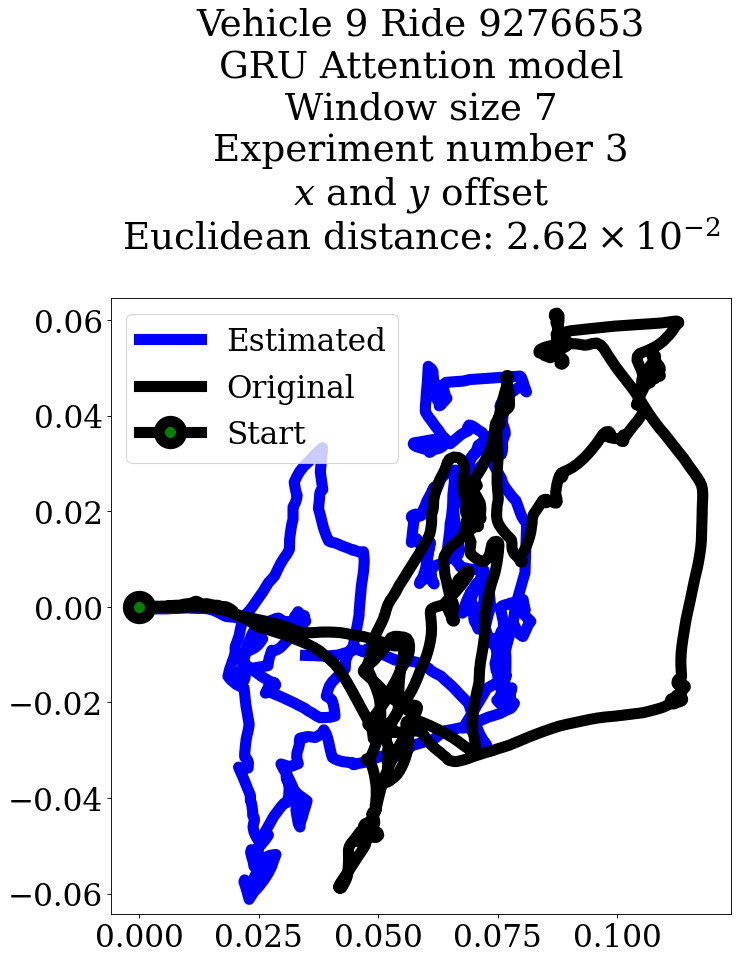 Vehicle 9 Ride 9276653
GRU Attention model
Window size 7
Experiment number 3
x and y offset
Euclidean distance: 2.62 × 10⁻²
Estimated
Original
Start
0.06
0.04
0.02
0.00
−0.02
−0.04
−0.06
0.000 0.025 0.050 0.075 0.100